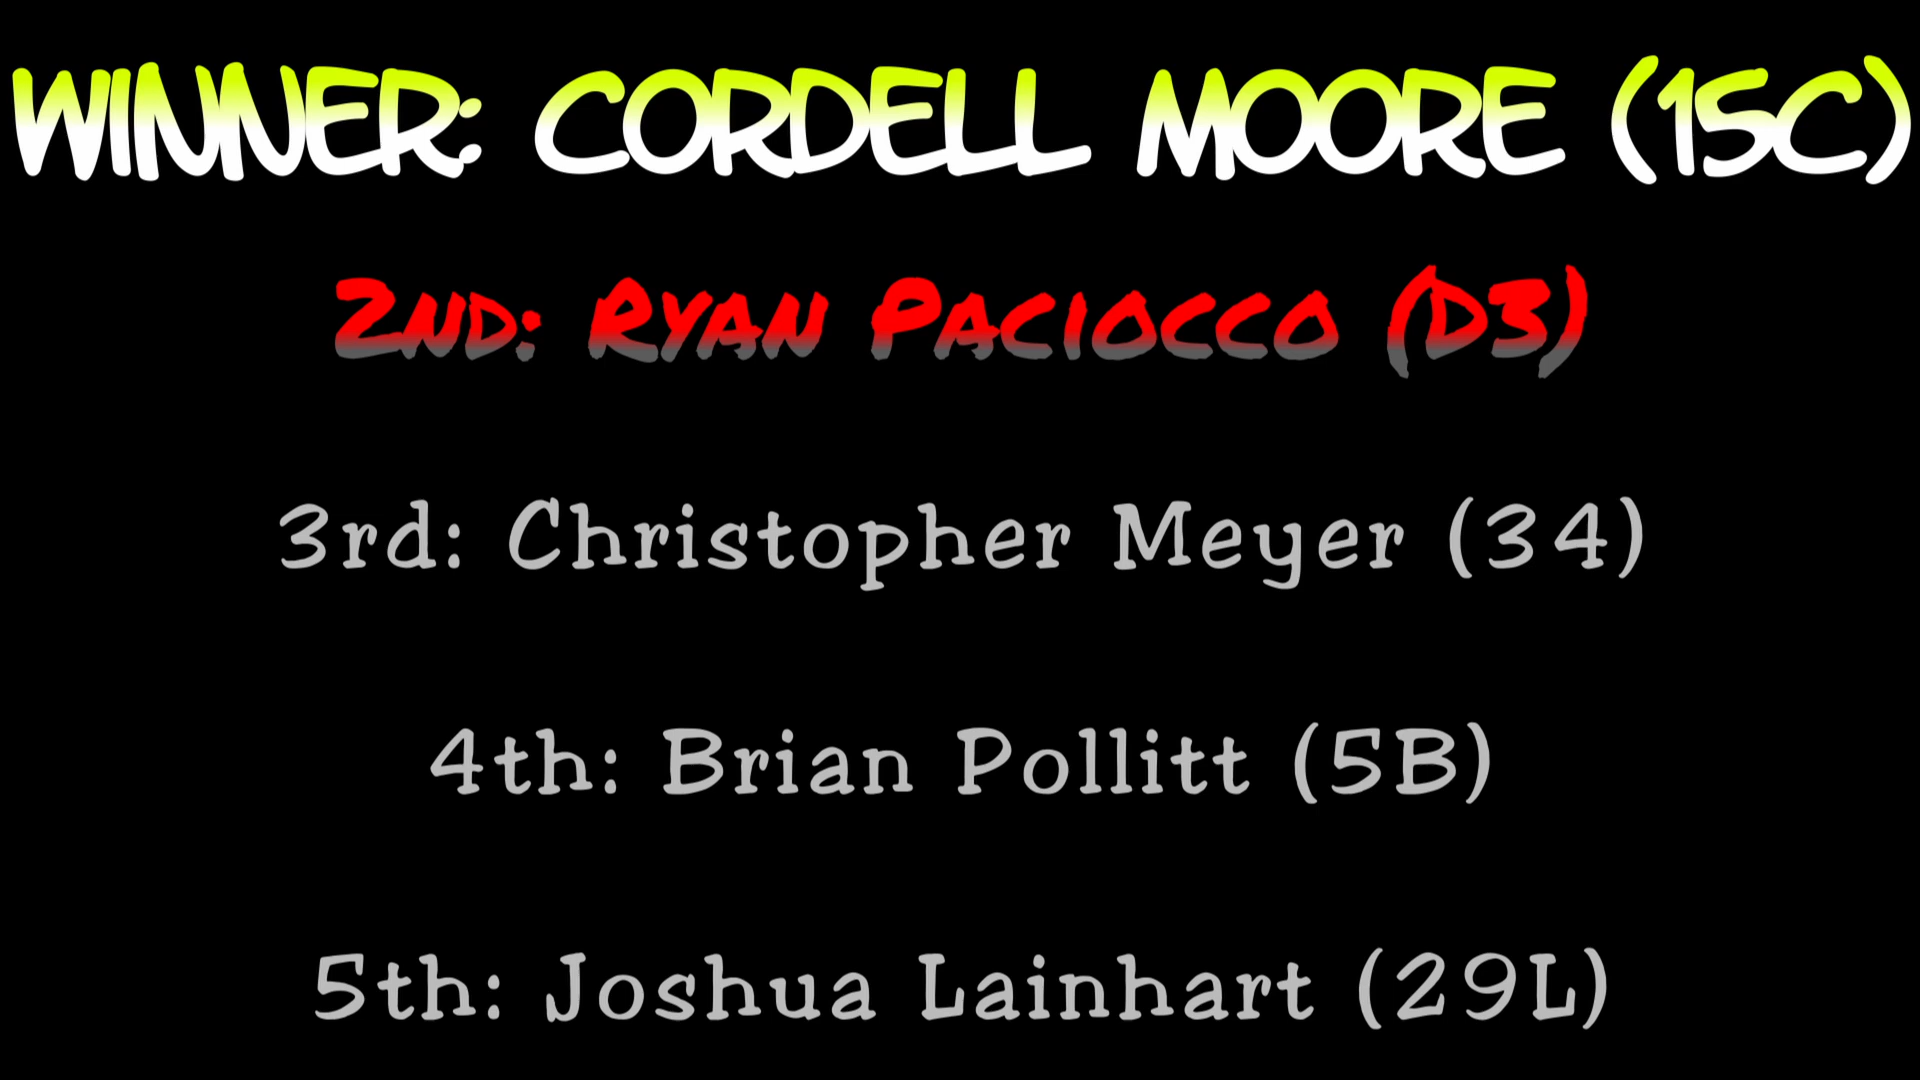 WINNER: CORDELL MOORE (15C)
2nd: Ryan Paciocco (D3)
3rd: Christopher Meyer (34)
4th: Brian Pollitt (5B)
5th: Joshua Lainhart (29L)